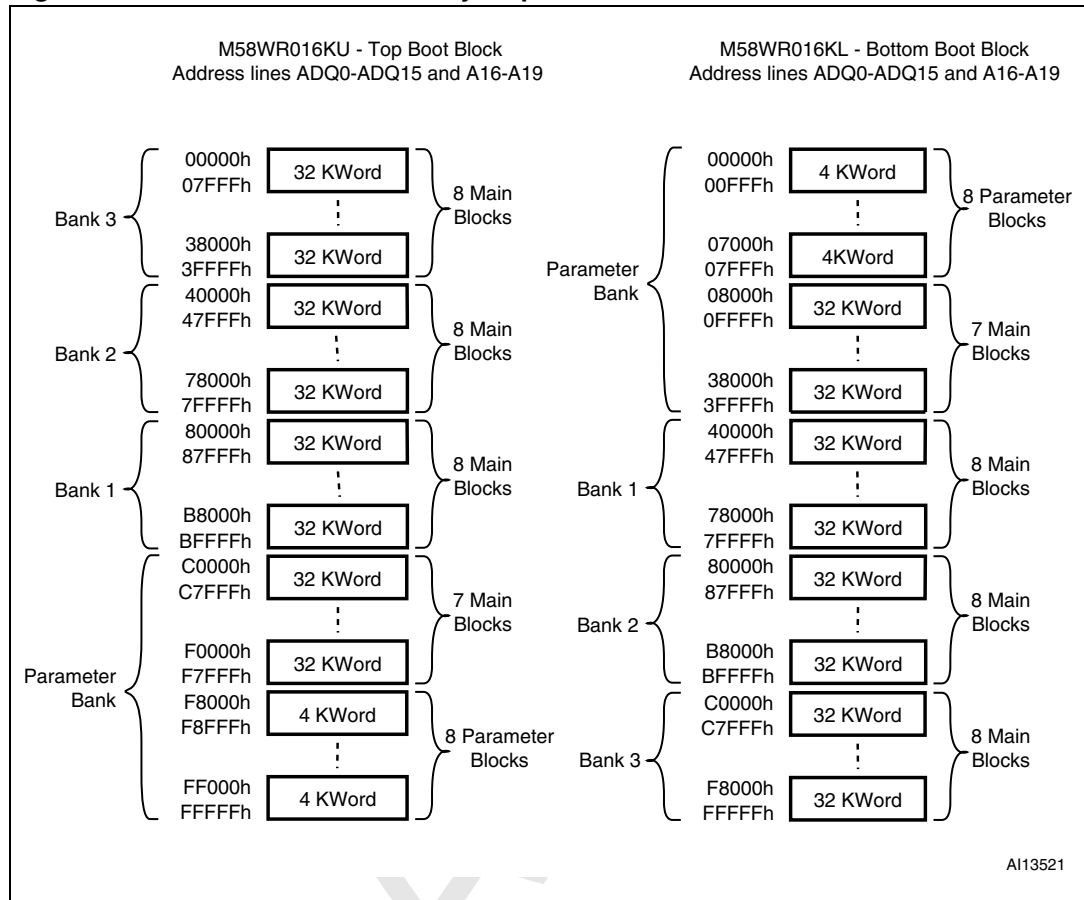 M58WR016KU - Top Boot Block
Address lines ADQ0-ADQ15 and A16-A19
Bank 3
00000h
07FFFh
32 KWord
38000h
3FFFFh
32 KWord
8 Main
Blocks
Bank 2
40000h
47FFFh
32 KWord
78000h
7FFFFh
32 KWord
8 Main
Blocks
Bank 1
80000h
87FFFh
32 KWord
B8000h
BFFFFh
32 KWord
8 Main
Blocks
Parameter
Bank
C0000h
C7FFFh
32 KWord
F0000h
F7FFFh
32 KWord
7 Main
Blocks
F8000h
F8FFFh
4 KWord
FF000h
FFFFFh
4 KWord
8 Parameter
Blocks
M58WR016KL - Bottom Boot Block
Address lines ADQ0-ADQ15 and A16-A19
Parameter
Bank
00000h
00FFFh
4 KWord
07000h
07FFFh
4KWord
8 Parameter
Blocks
08000h
0FFFFh
32 KWord
38000h
3FFFFh
32 KWord
7 Main
Blocks
Bank 1
40000h
47FFFh
32 KWord
78000h
7FFFFh
32 KWord
8 Main
Blocks
Bank 2
80000h
87FFFh
32 KWord
B8000h
BFFFFh
32 KWord
8 Main
Blocks
Bank 3
C0000h
C7FFFh
32 KWord
F8000h
FFFFFh
32 KWord
8 Main
Blocks
AI13521